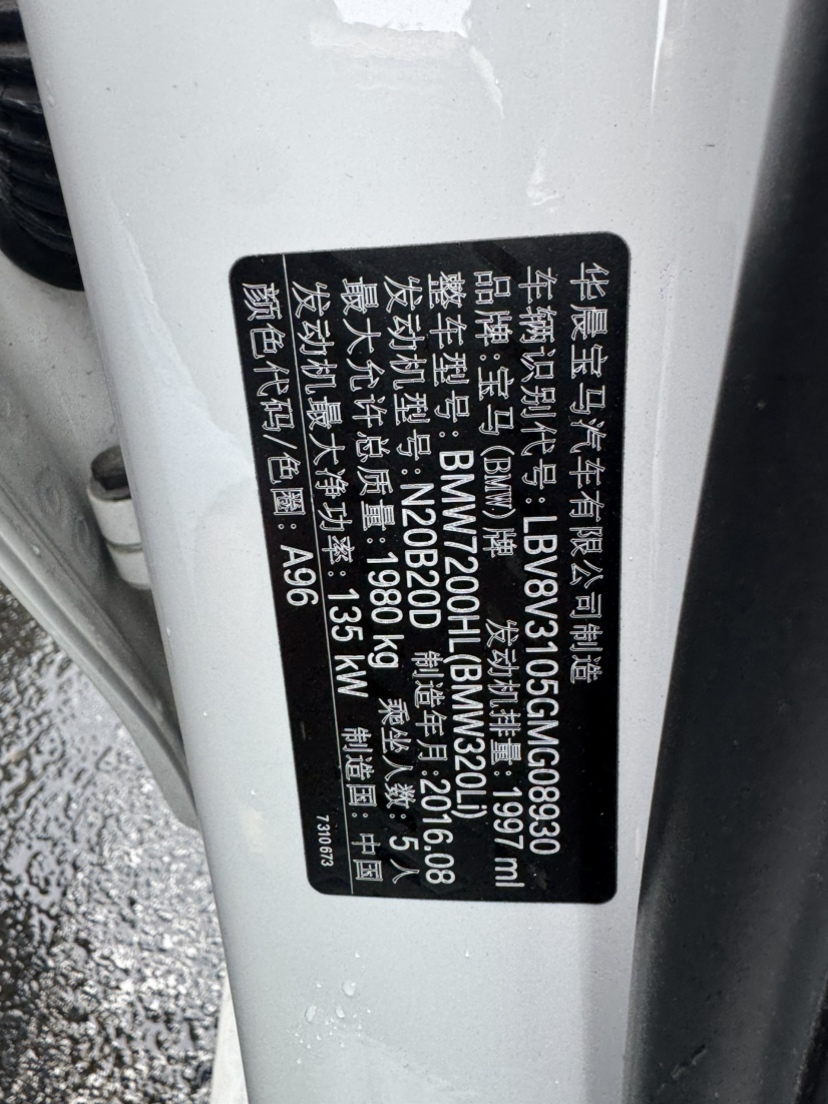 华晨宝马汽车有限公司制造
车辆识别代号:LBV8V3105GMG08930
品牌:宝马(BMW)牌 发动机排量:1997 ml
整车型号:BMW7200HL(BMW320Li)
发动机型号:N20B20D 制造年月:2016.08
最大允许总质量:1980 kg 乘坐人数:5 人
发动机最大净功率:135 kW 制造国:中国
颜色代码/色圈:A96 7 310 673